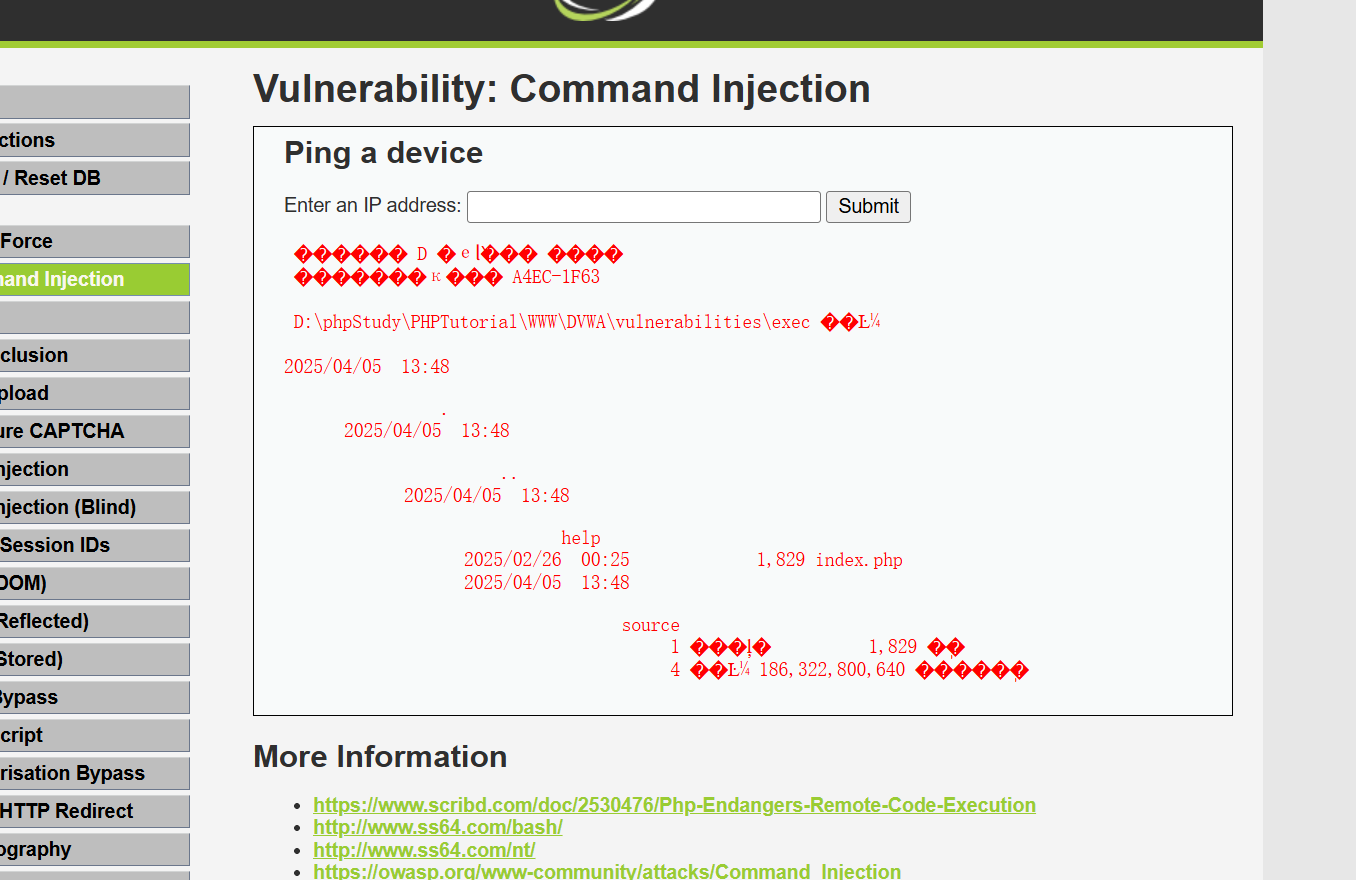 Vulnerability: Command Injection
ctions
/ Reset DB
Force
and Injection
clusion
pload
ure CAPTCHA
njection
njection (Blind)
Session IDs
DOM)
Reflected)
Stored)
Bypass
cript
risation Bypass
HTTP Redirect
ography
Ping a device
Enter an IP address: Submit
D
A4EC-1F63
D:\phpStudy\PHPTutorial\WWW\DVWA\vulnerabilities\exec
2025/04/05 13:48
.
2025/04/05 13:48
..
2025/04/05 13:48
help
2025/02/26 00:25 1,829 index.php
2025/04/05 13:48
source
1 1,829
4 186,322,800,640
More Information
https://www.scribd.com/doc/2530476/Php-Endangers-Remote-Code-Execution
http://www.ss64.com/bash/
http://www.ss64.com/nt/
https://owasp.org/www-community/attacks/Command_Injection